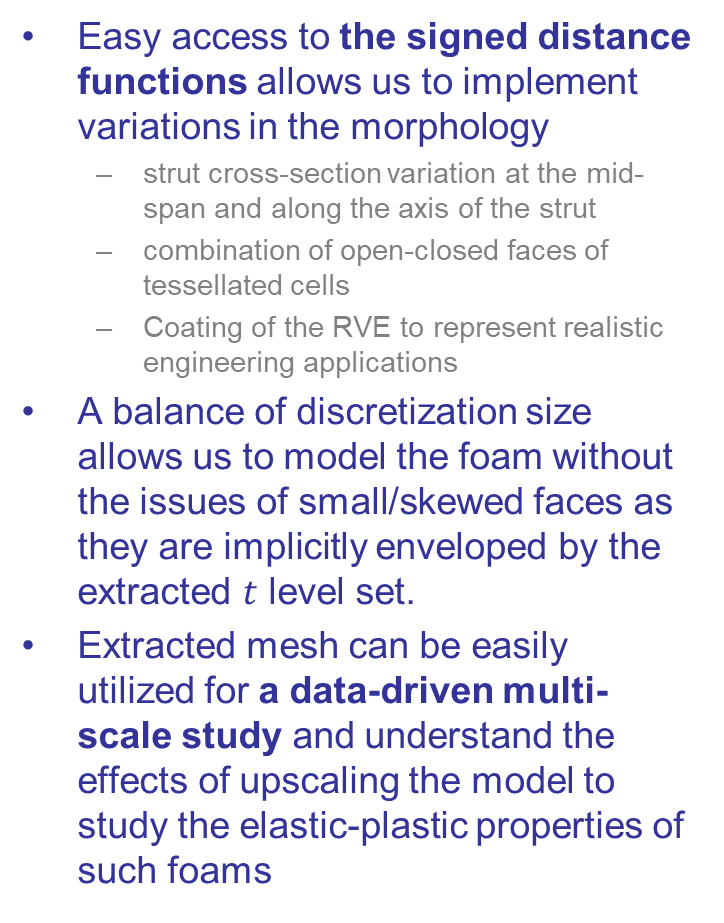 • Easy access to the signed distance
functions allows us to implement
variations in the morphology
– strut cross-section variation at the mid-
span and along the axis of the strut
– combination of open-closed faces of
tessellated cells
– Coating of the RVE to represent realistic
engineering applications
• A balance of discretization size
allows us to model the foam without
the issues of small/skewed faces as
they are implicitly enveloped by the
extracted 𝑡 level set.
• Extracted mesh can be easily
utilized for a data-driven multi-
scale study and understand the
effects of upscaling the model to
study the elastic-plastic properties of
such foams